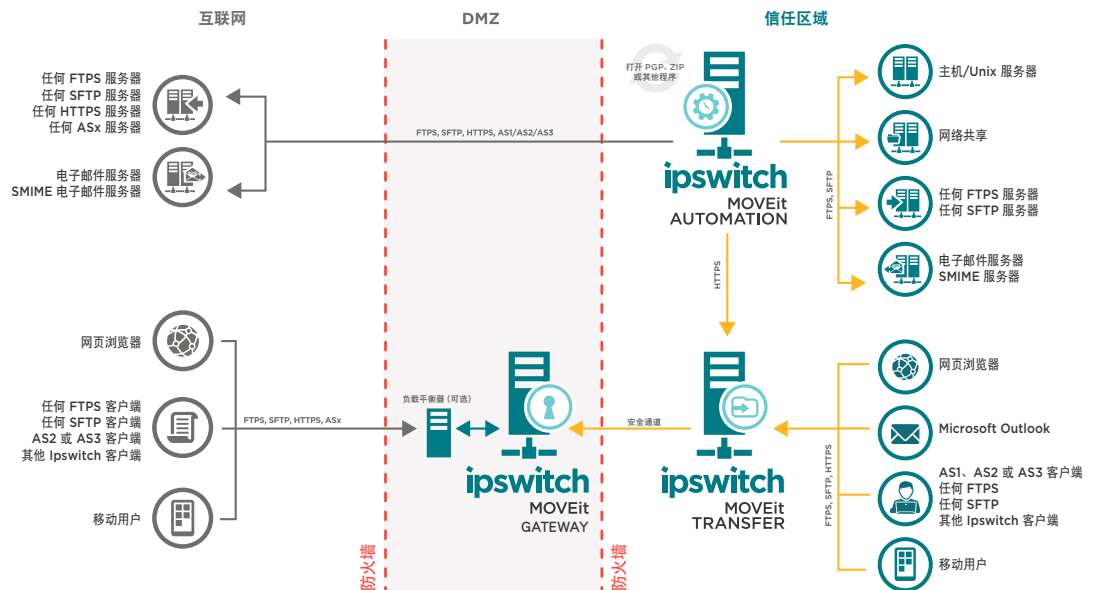 互联网
DMZ
信任区域
任何 FTPS 服务器
任何 SFTP 服务器
任何 HTTPS 服务器
任何 ASx 服务器
电子邮件服务器
SMIME 电子邮件服务器
FTPS, SFTP, HTTPS, AS1/AS2/AS3
打开 PGP、ZIP
或其他程序
ipswitch
MOVEit
AUTOMATION
FTPS, SFTP
主机/Unix 服务器
网络共享
任何 FTPS 服务器
任何 SFTP 服务器
电子邮件服务器
SMIME 服务器
HTTPS
网页浏览器
任何 FTPS 客户端
任何 SFTP 客户端
AS2 或 AS3 客户端
其他 Ipswitch 客户端
移动用户
FTPS, SFTP, HTTPS, ASx
负载平衡器 (可选)
ipswitch
MOVEit
GATEWAY
安全通道
ipswitch
MOVEit
TRANSFER
FTPS, SFTP, HTTPS
网页浏览器
Microsoft Outlook
AS1、AS2 或 AS3 客户端
任何 FTPS
任何 SFTP
其他 Ipswitch 客户端
移动用户
防火墙
防火墙